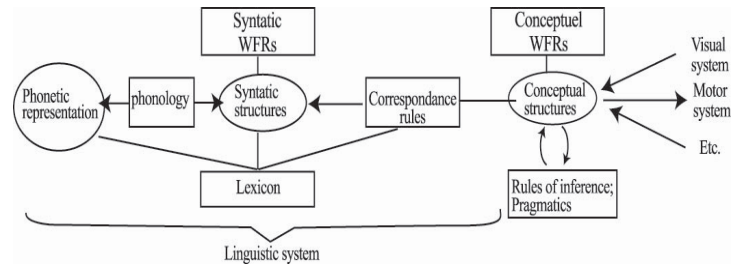 Syntatic
WFRs
Conceptuel
WFRs
Visual
system
Phonetic
representation
phonology
Syntatic
structures
Correspondance
rules
Conceptual
structures
Motor
system
Etc.
Lexicon
Rules of inference;
Pragmatics
Linguistic system